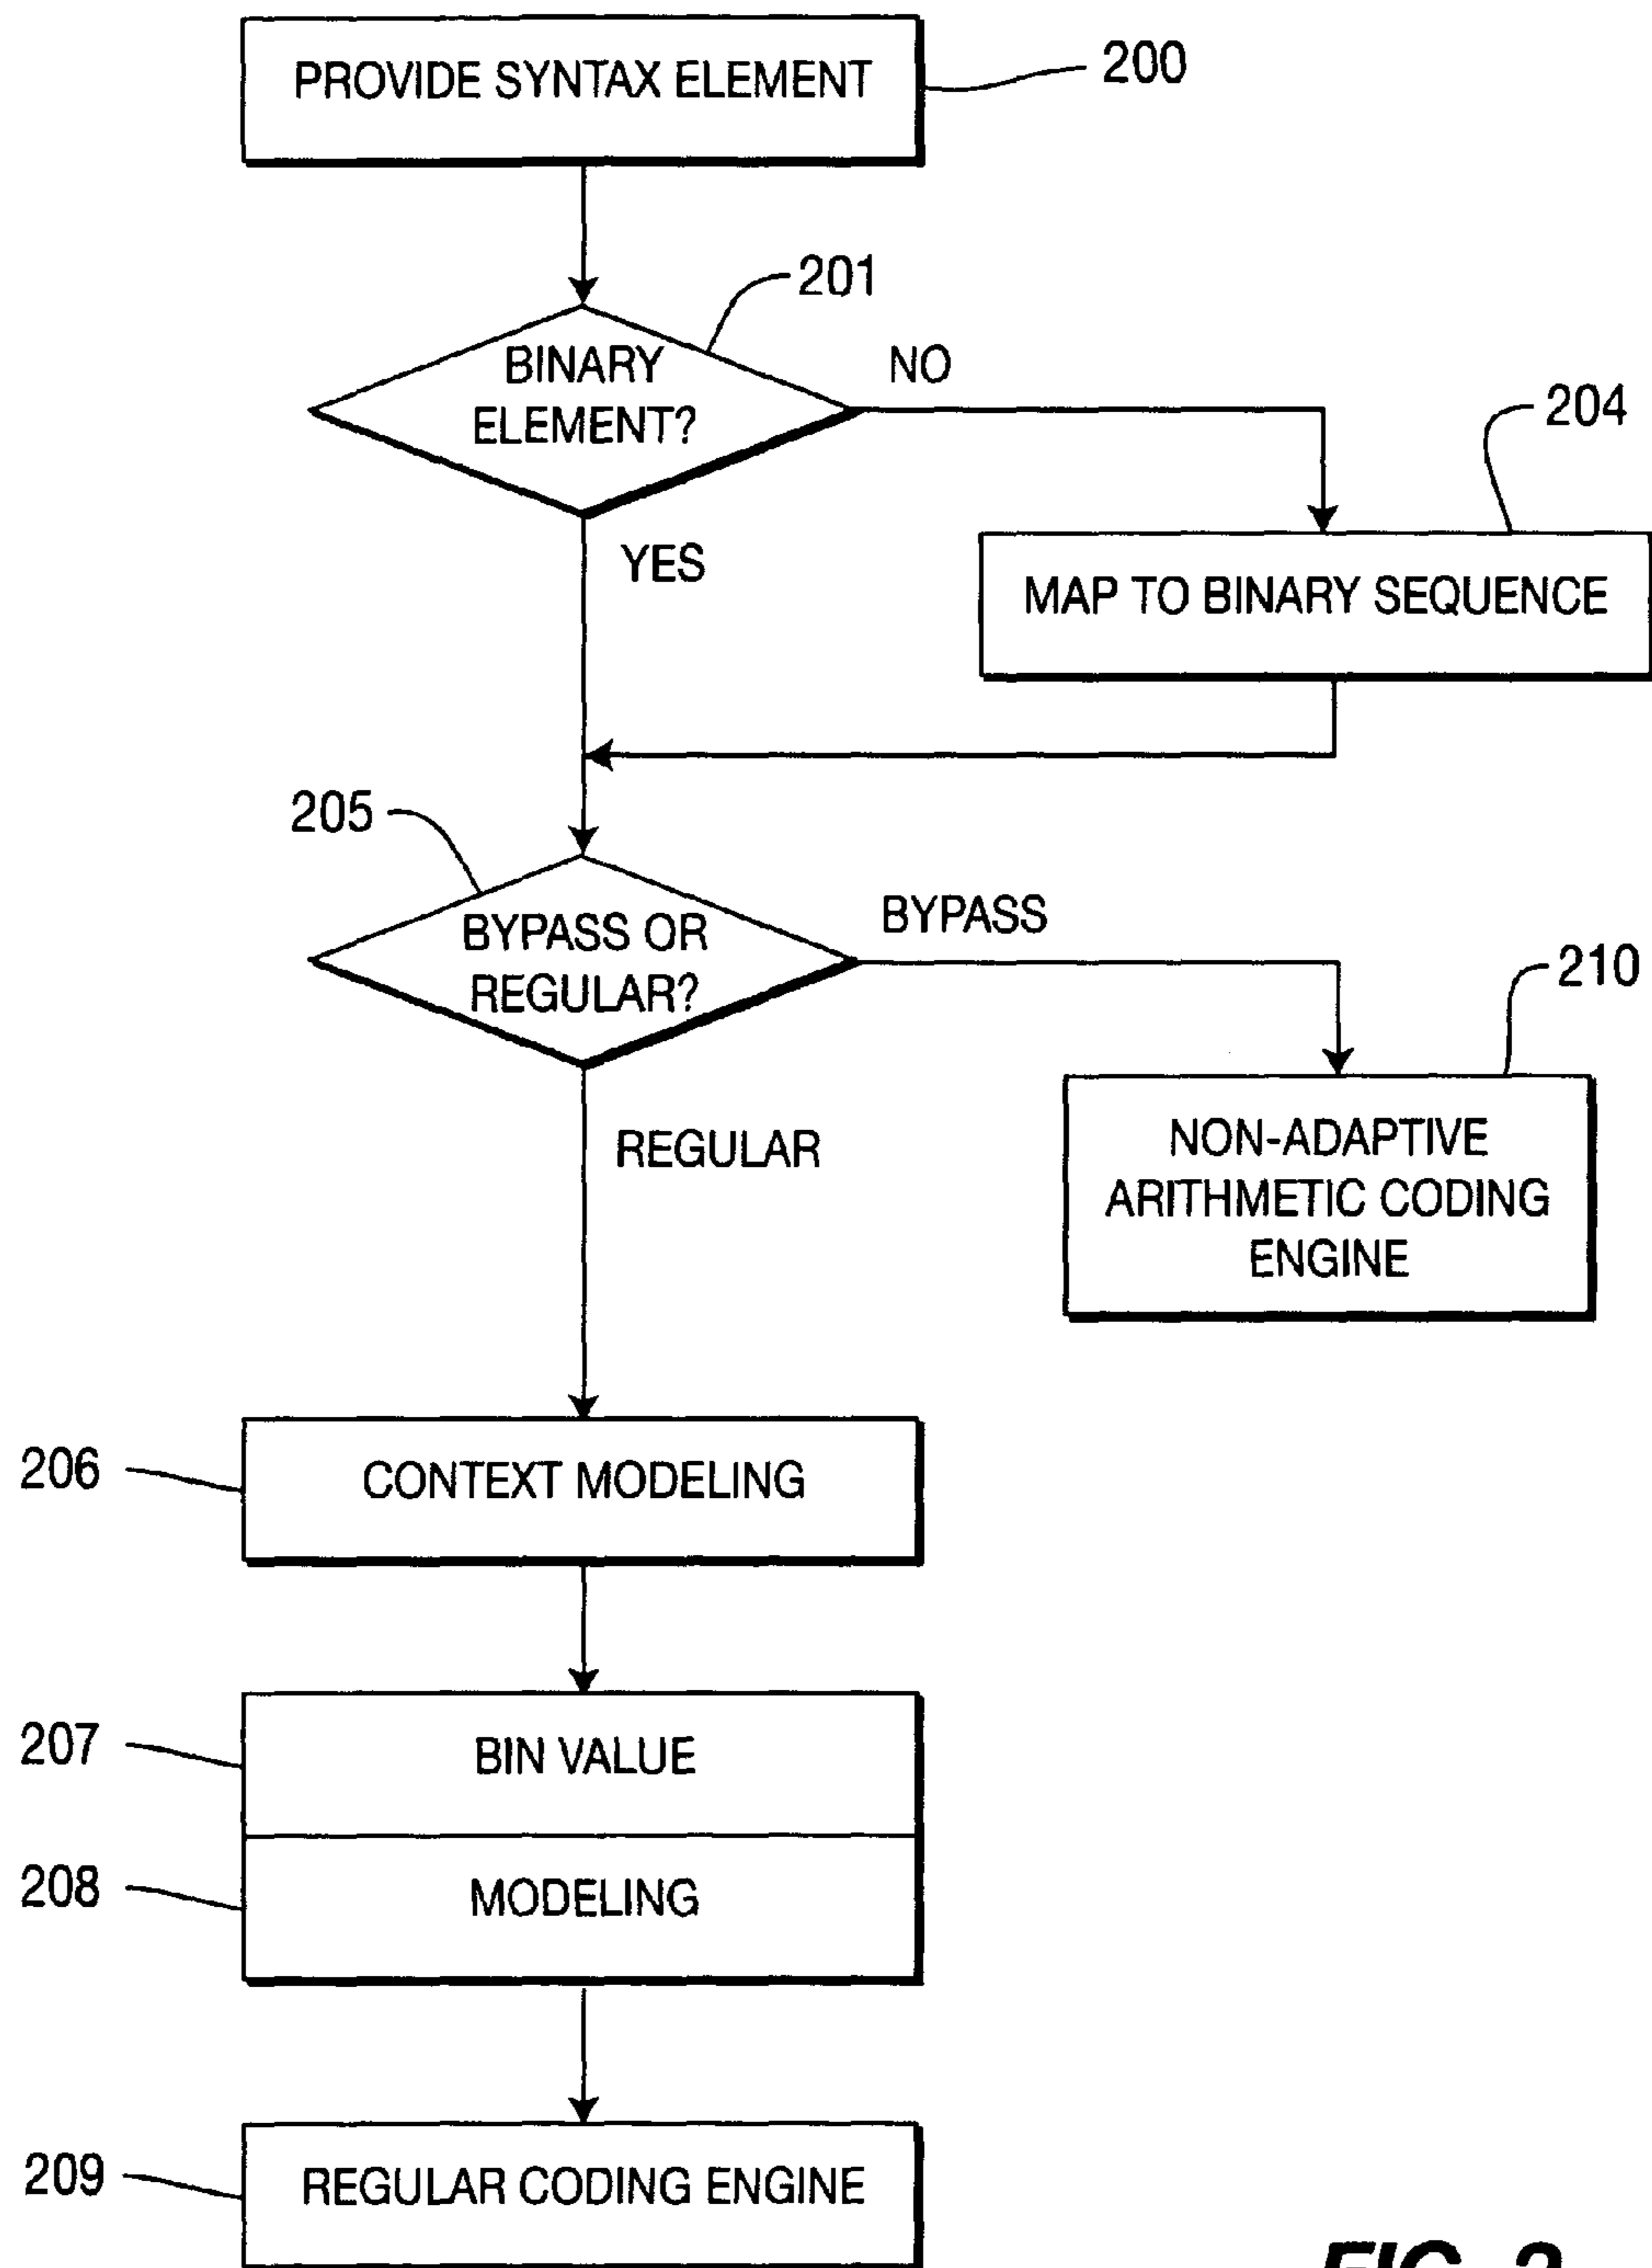 PROVIDE SYNTAX ELEMENT
200
201
BINARY
ELEMENT?
NO
204
YES
MAP TO BINARY SEQUENCE
205
BYPASS OR
REGULAR?
BYPASS
210
REGULAR
NON-ADAPTIVE
ARITHMETIC CODING
ENGINE
206
CONTEXT MODELING
207
BIN VALUE
208
MODELING
209
REGULAR CODING ENGINE
FIG.